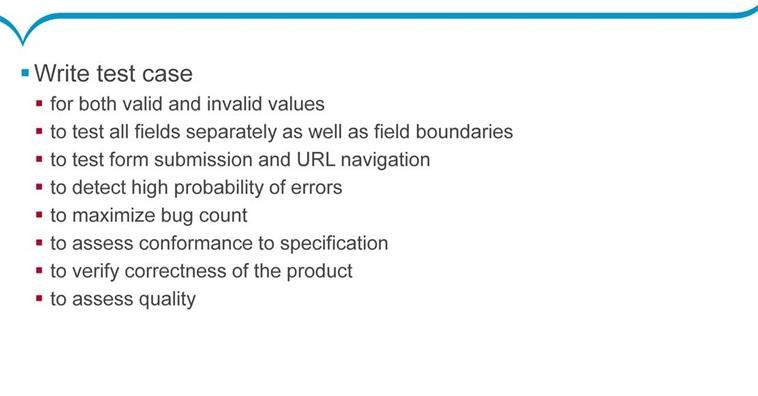 Write test case
for both valid and invalid values
to test all fields separately as well as field boundaries
to test form submission and URL navigation
to detect high probability of errors
to maximize bug count
to assess conformance to specification
to verify correctness of the product
to assess quality